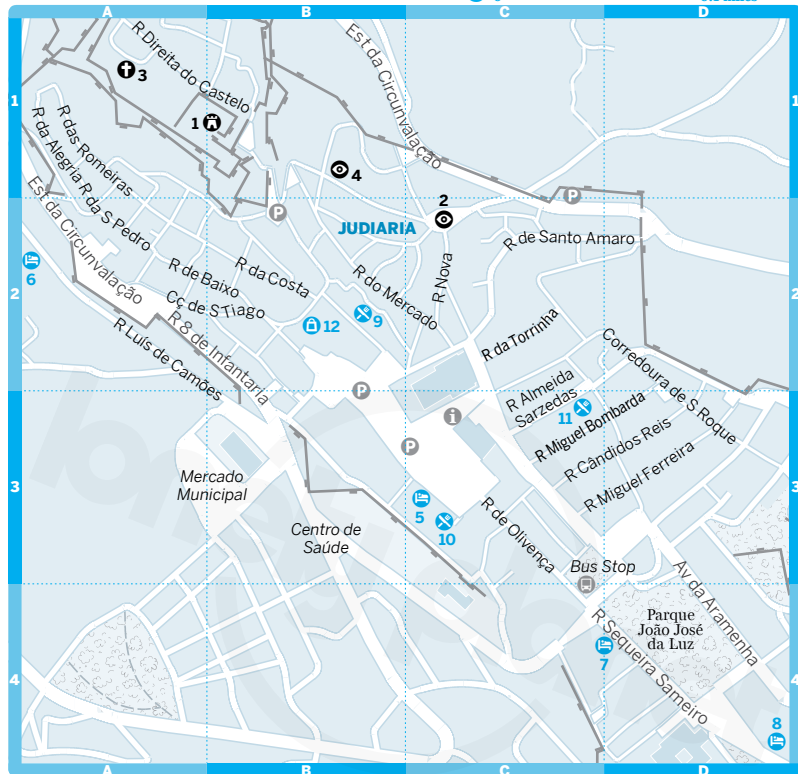 A
B
C
D
1
1
R Direita do Castelo
3
1
Est da Circunvalação
4
2
R das Romeiras
R da Alegria
R da S Pedro
Est da Circunvalação
JUDIARIA
R de Santo Amaro
R Nova
R do Mercado
R da Costa
R de Baixo
Cç de S Tiago
6
2
2
12
9
R 8 de Infantaria
R Luís de Camões
R da Torrinha
Corredoura de S Roque
R Almeida
Sarzedas
11
R Miguel Bombarda
R Cândidos Reis
R Miguel Ferreira
P
P
P
P
P
i
Mercado
Municipal
3
3
5
10
Centro de
Saúde
R de Olivença
Bus Stop
Av da Aramenha
Parque
João José
da Luz
R Sequeira Sameiro
7
8
4
4
A
B
C
D
lonely planet